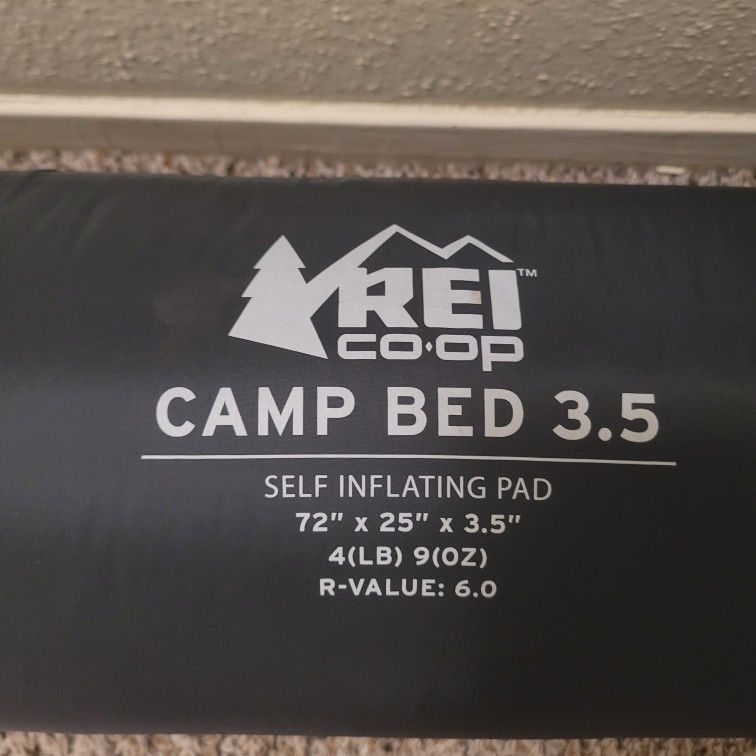 REI™
CO·OP
CAMP BED 3.5
SELF INFLATING PAD
72" x 25" x 3.5"
4(LB) 9(OZ)
R-VALUE: 6.0